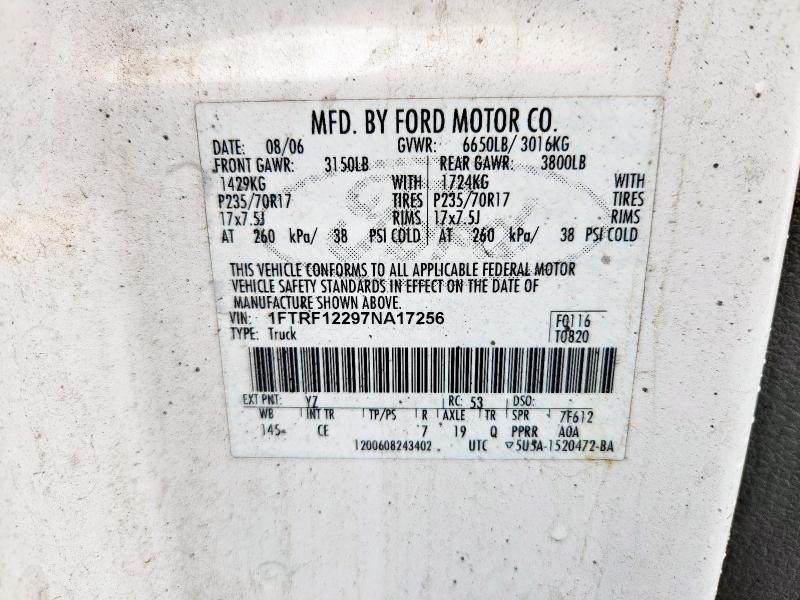 MFD. BY FORD MOTOR CO.
DATE: 08/06 GVWR: 6650LB/ 3016KG
FRONT GAWR: 3150LB REAR GAWR: 3800LB
1429KG WITH 1724KG WITH
P235/70R17 TIRES P235/70R17 TIRES
17x7.5J RIMS 17x7.5J RIMS
AT 260 kPa/ 38 PSI COLD AT 260 kPa/ 38 PSI COLD
THIS VEHICLE CONFORMS TO ALL APPLICABLE FEDERAL MOTOR
VEHICLE SAFETY STANDARDS IN EFFECT ON THE DATE OF
MANUFACTURE SHOWN ABOVE.
VIN: 1FTRF12297NA17256 F0116
TYPE: Truck T0820
EXT PNT: YZ RC: 53 DSO:
WB INT TR TP/PS R AXLE TR SPR 7F612
145 CE 7 19 Q PPRR A0A
1200608243402 UTC ▽5U5A-1520472-BA